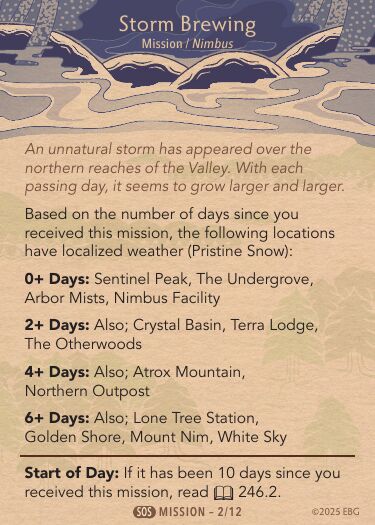 Storm Brewing
Mission / Nimbus
An unnatural storm has appeared over the
northern reaches of the Valley. With each
passing day, it seems to grow larger and larger.
Based on the number of days since you
received this mission, the following locations
have localized weather (Pristine Snow):
0+ Days: Sentinel Peak, The Undergrove,
Arbor Mists, Nimbus Facility
2+ Days: Also; Crystal Basin, Terra Lodge,
The Otherwoods
4+ Days: Also; Atrox Mountain,
Northern Outpost
6+ Days: Also; Lone Tree Station,
Golden Shore, Mount Nim, White Sky
Start of Day: If it has been 10 days since you
received this mission, read 246.2.
SOS MISSION - 2/12
©2025 EBG